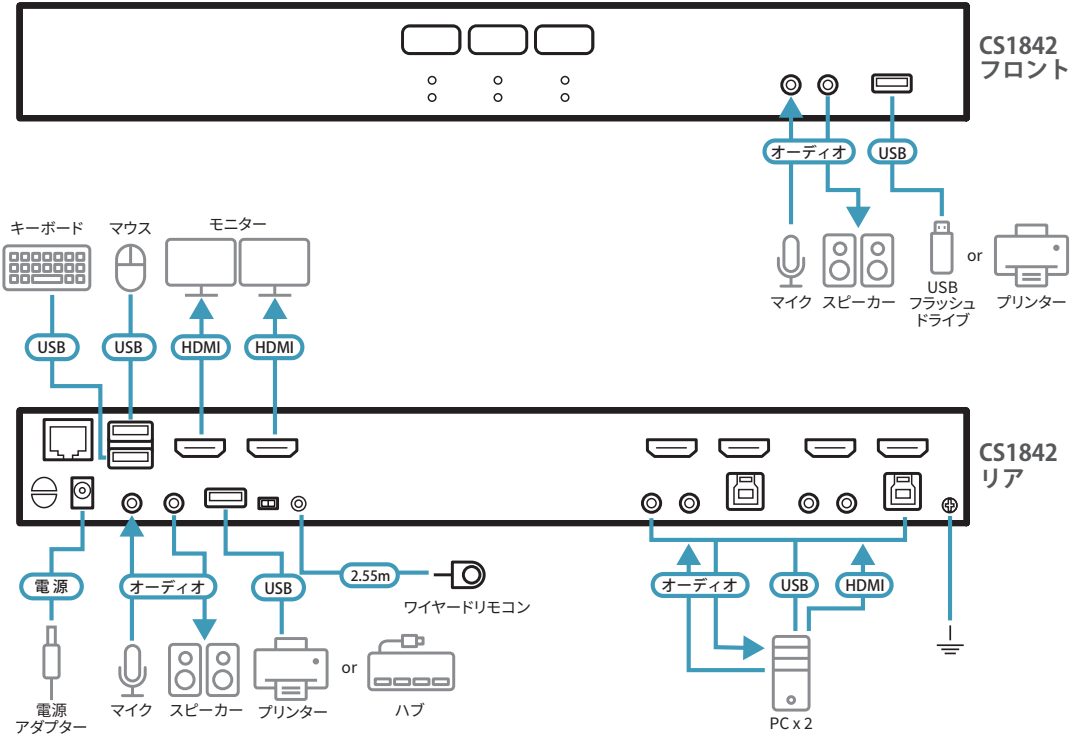 CS1842
フロント
オーディオ
USB
マイク
スピーカー
USB
フラッシュ
ドライブ
or
プリンター
キーボード
マウス
モニター
USB
USB
HDMI
HDMI
CS1842
リア
電源
オーディオ
USB
2.55m
ワイヤードリモコン
オーディオ
USB
HDMI
電源
アダプター
マイク
スピーカー
プリンター
or
ハブ
PC x 2